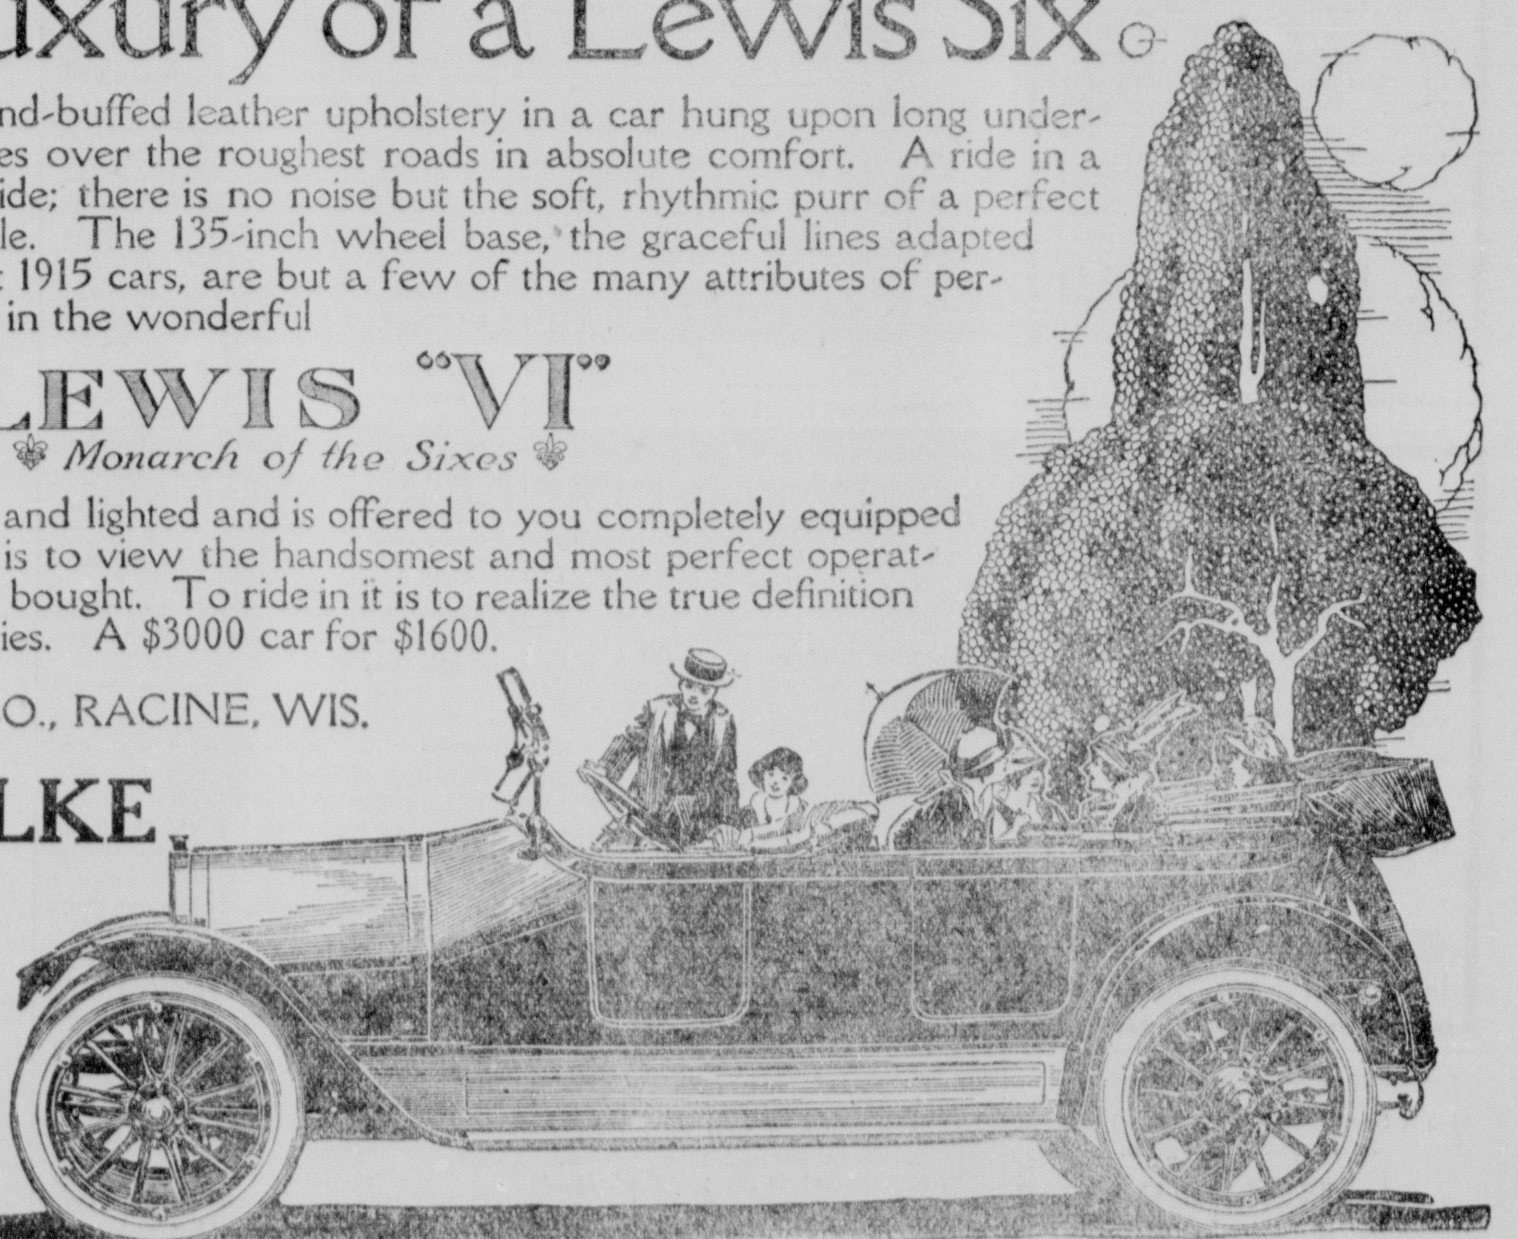 uxury of a Lewis Six
nd-buffed leather upholstery in a car hung upon long under-
es over the roughest roads in absolute comfort. A ride in a
ide; there is no noise but the soft, rhythmic purr of a perfect
le. The 135-inch wheel base, the graceful lines adapted
1915 cars, are but a few of the many attributes of per-
in the wonderful
LEWIS "VI"
Monarch of the Sixes
and lighted and is offered to you completely equipped
is to view the handsomest and most perfect operat-
bought. To ride in it is to realize the true definition
ies. A $3000 car for $1600.
O., RACINE, WIS.
LKE